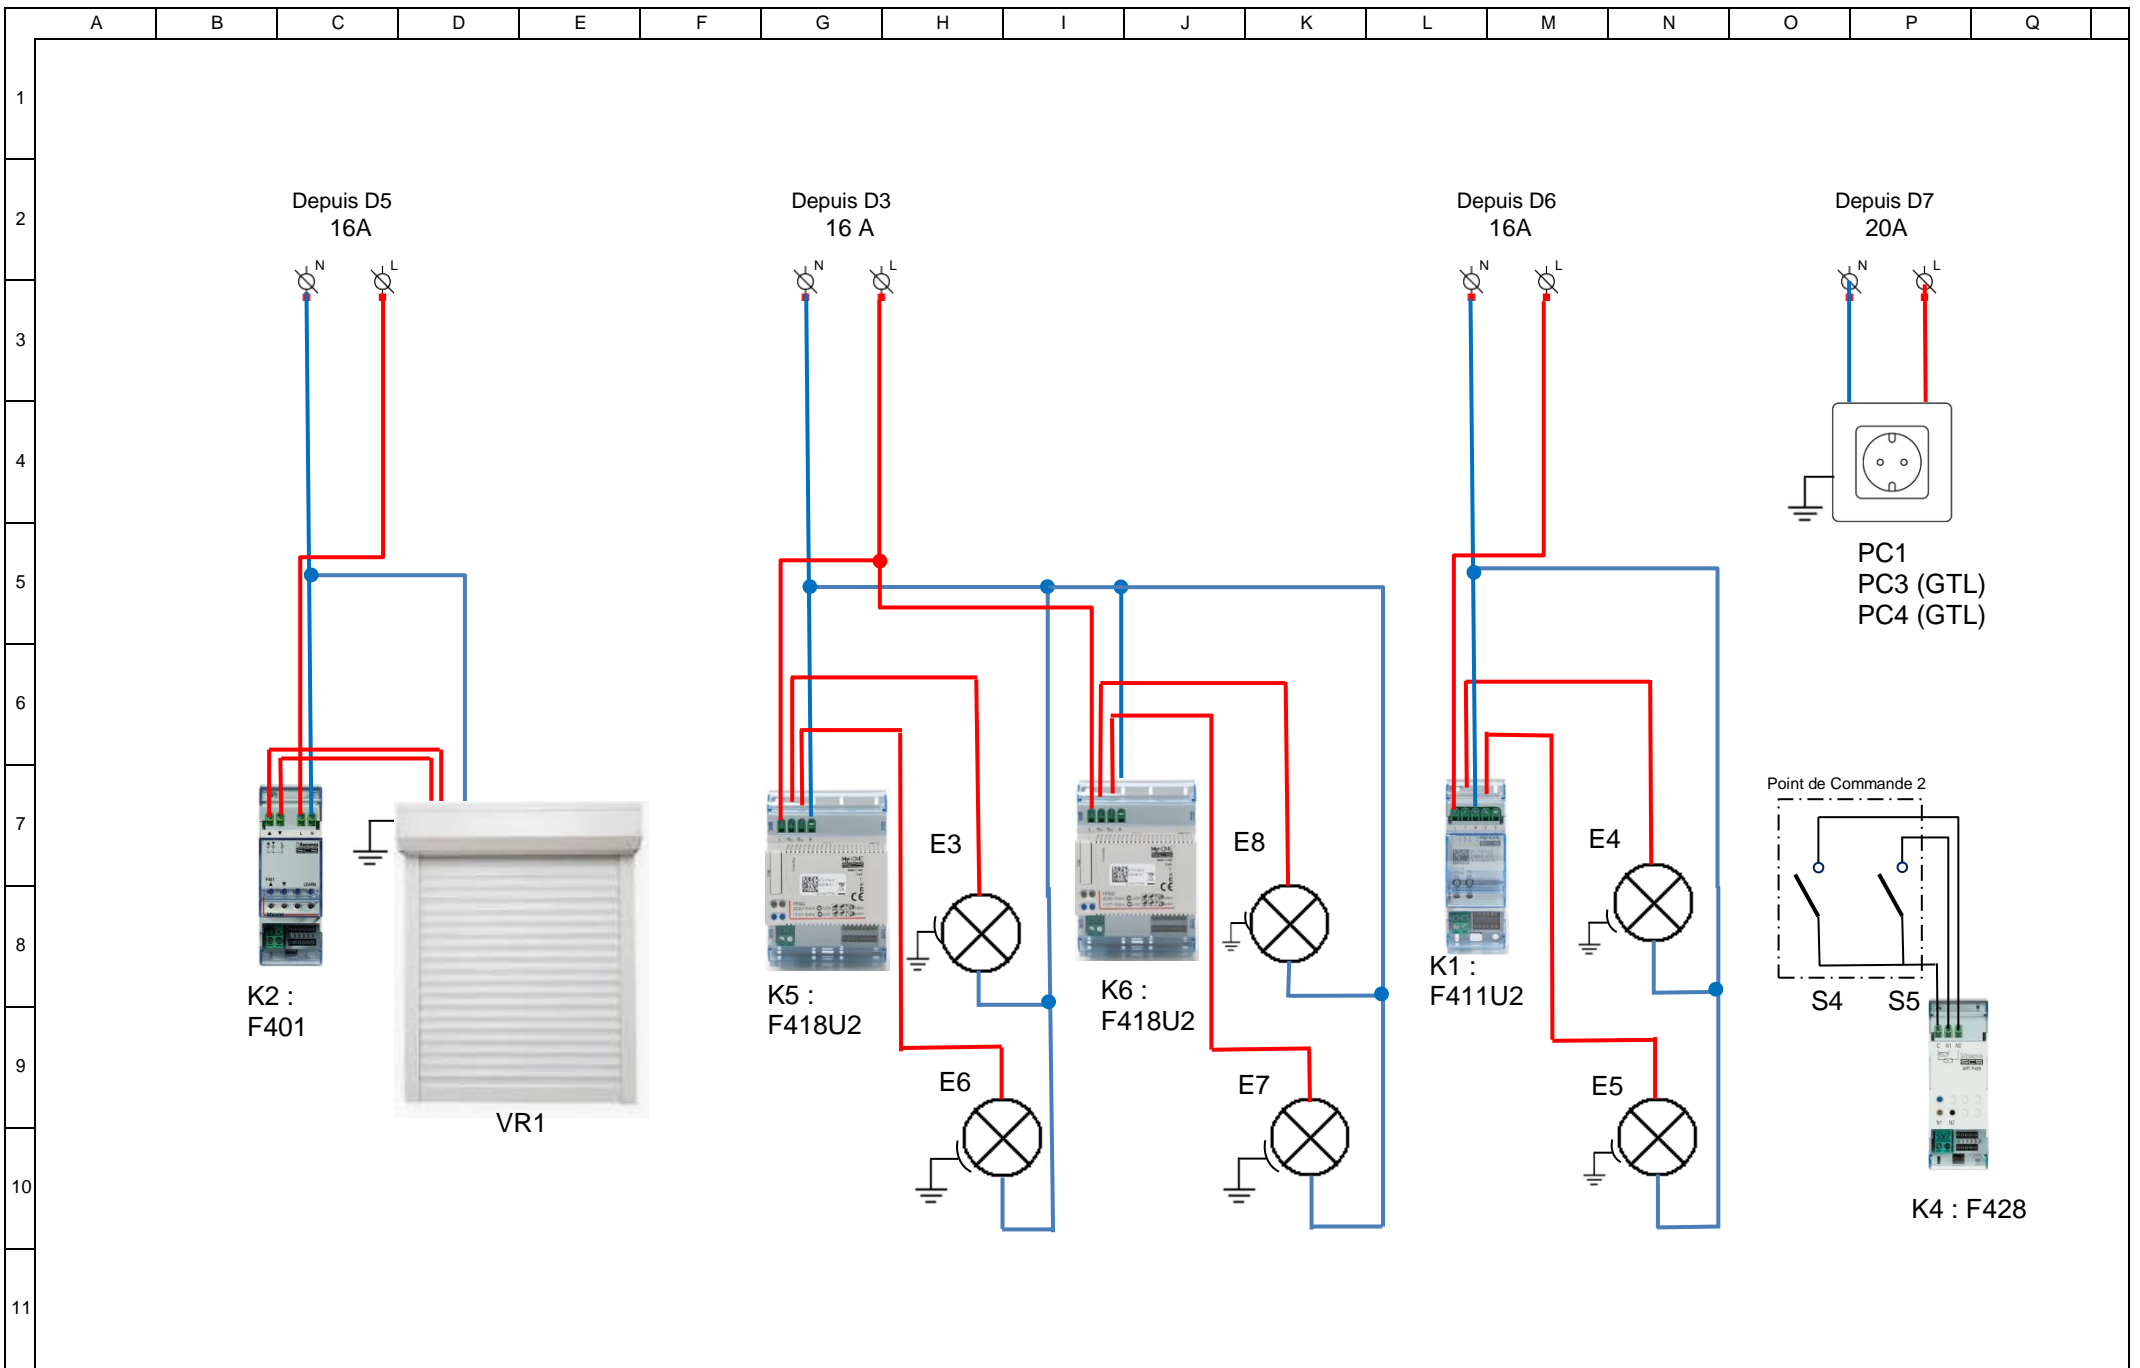 A B C D E F G H I J K L M N O P Q
1
2
3
4
5
6
7
8
9
10
11
Depuis D5
16A
N L
Depuis D3
16 A
N L
Depuis D6
16A
N L
Depuis D7
20A
N L
PC1
PC3 (GTL)
PC4 (GTL)
K2 :
F401
VR1
K5 :
F418U2
E3
E6
K6 :
F418U2
E8
E7
K1 :
F411U2
E4
E5
Point de Commande 2
S4 S5
K4 : F428